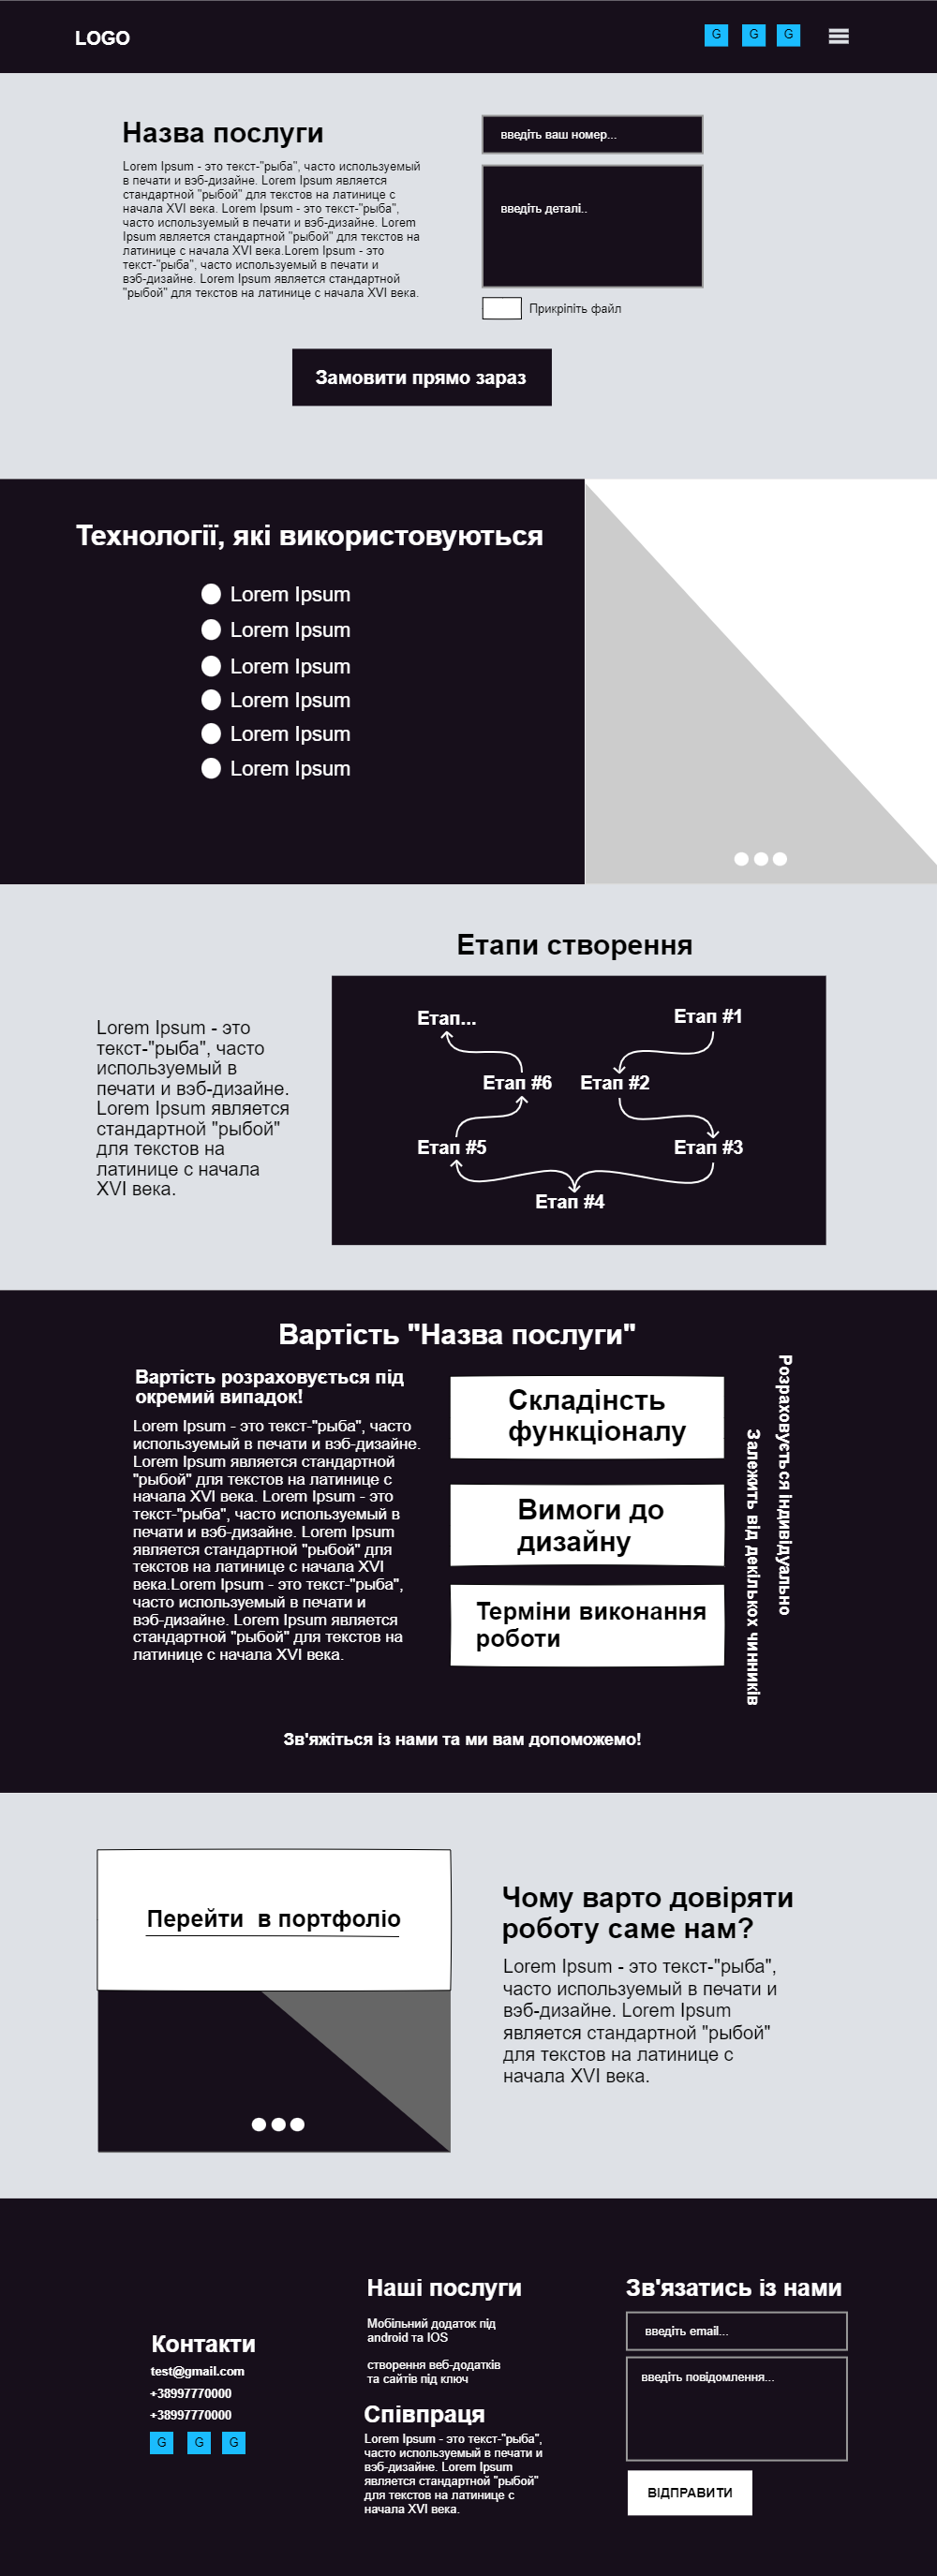 LOGO
G G G
Назва послуги
Lorem Ipsum - это текст-"рыба", часто используемый
в печати и вэб-дизайне. Lorem Ipsum является
стандартной "рыбой" для текстов на латинице с
начала XVI века. Lorem Ipsum - это текст-"рыба",
часто используемый в печати и вэб-дизайне. Lorem
Ipsum является стандартной "рыбой" для текстов на
латинице с начала XVI века.Lorem Ipsum - это
текст-"рыба", часто используемый в печати и
вэб-дизайне. Lorem Ipsum является стандартной
"рыбой" для текстов на латинице с начала XVI века.
введіть ваш номер...
введіть деталі..
Прикріпіть файл
Замовити прямо зараз
Технології, які використовуються
Lorem Ipsum
Lorem Ipsum
Lorem Ipsum
Lorem Ipsum
Lorem Ipsum
Lorem Ipsum
Етапи створення
Lorem Ipsum - это
текст-"рыба", часто
используемый в
печати и вэб-дизайне.
Lorem Ipsum является
стандартной "рыбой"
для текстов на
латинице с начала
XVI века.
Етап #1
Етап #2
Етап #3
Етап #4
Етап #5
Етап #6
Етап...
Вартість "Назва послуги"
Вартість розраховується під
окремий випадок!
Lorem Ipsum - это текст-"рыба", часто
используемый в печати и вэб-дизайне.
Lorem Ipsum является стандартной
"рыбой" для текстов на латинице с
начала XVI века. Lorem Ipsum - это
текст-"рыба", часто используемый в
печати и вэб-дизайне. Lorem Ipsum
является стандартной "рыбой" для
текстов на латинице с начала XVI
века.Lorem Ipsum - это текст-"рыба",
часто используемый в печати и
вэб-дизайне. Lorem Ipsum является
стандартной "рыбой" для текстов на
латинице с начала XVI века.
Складінсть
функціоналу
Вимоги до
дизайну
Терміни виконання
роботи
Розраховується індивідуально
Залежить від декількох чинників
Зв'яжіться із нами та ми вам допоможемо!
Перейти в портфоліо
Чому варто довіряти
роботу саме нам?
Lorem Ipsum - это текст-"рыба",
часто используемый в печати и
вэб-дизайне. Lorem Ipsum
является стандартной "рыбой"
для текстов на латинице с
начала XVI века.
Контакти
test@gmail.com
+38997770000
+38997770000
G G G
Наші послуги
Мобільний додаток під
android та IOS
створення веб-додатків
та сайтів під ключ
Співпраця
Lorem Ipsum - это текст-"рыба",
часто используемый в печати и
вэб-дизайне. Lorem Ipsum
является стандартной "рыбой"
для текстов на латинице с
начала XVI века.
Зв'язатись із нами
введіть email...
введіть повідомлення...
ВІДПРАВИТИ